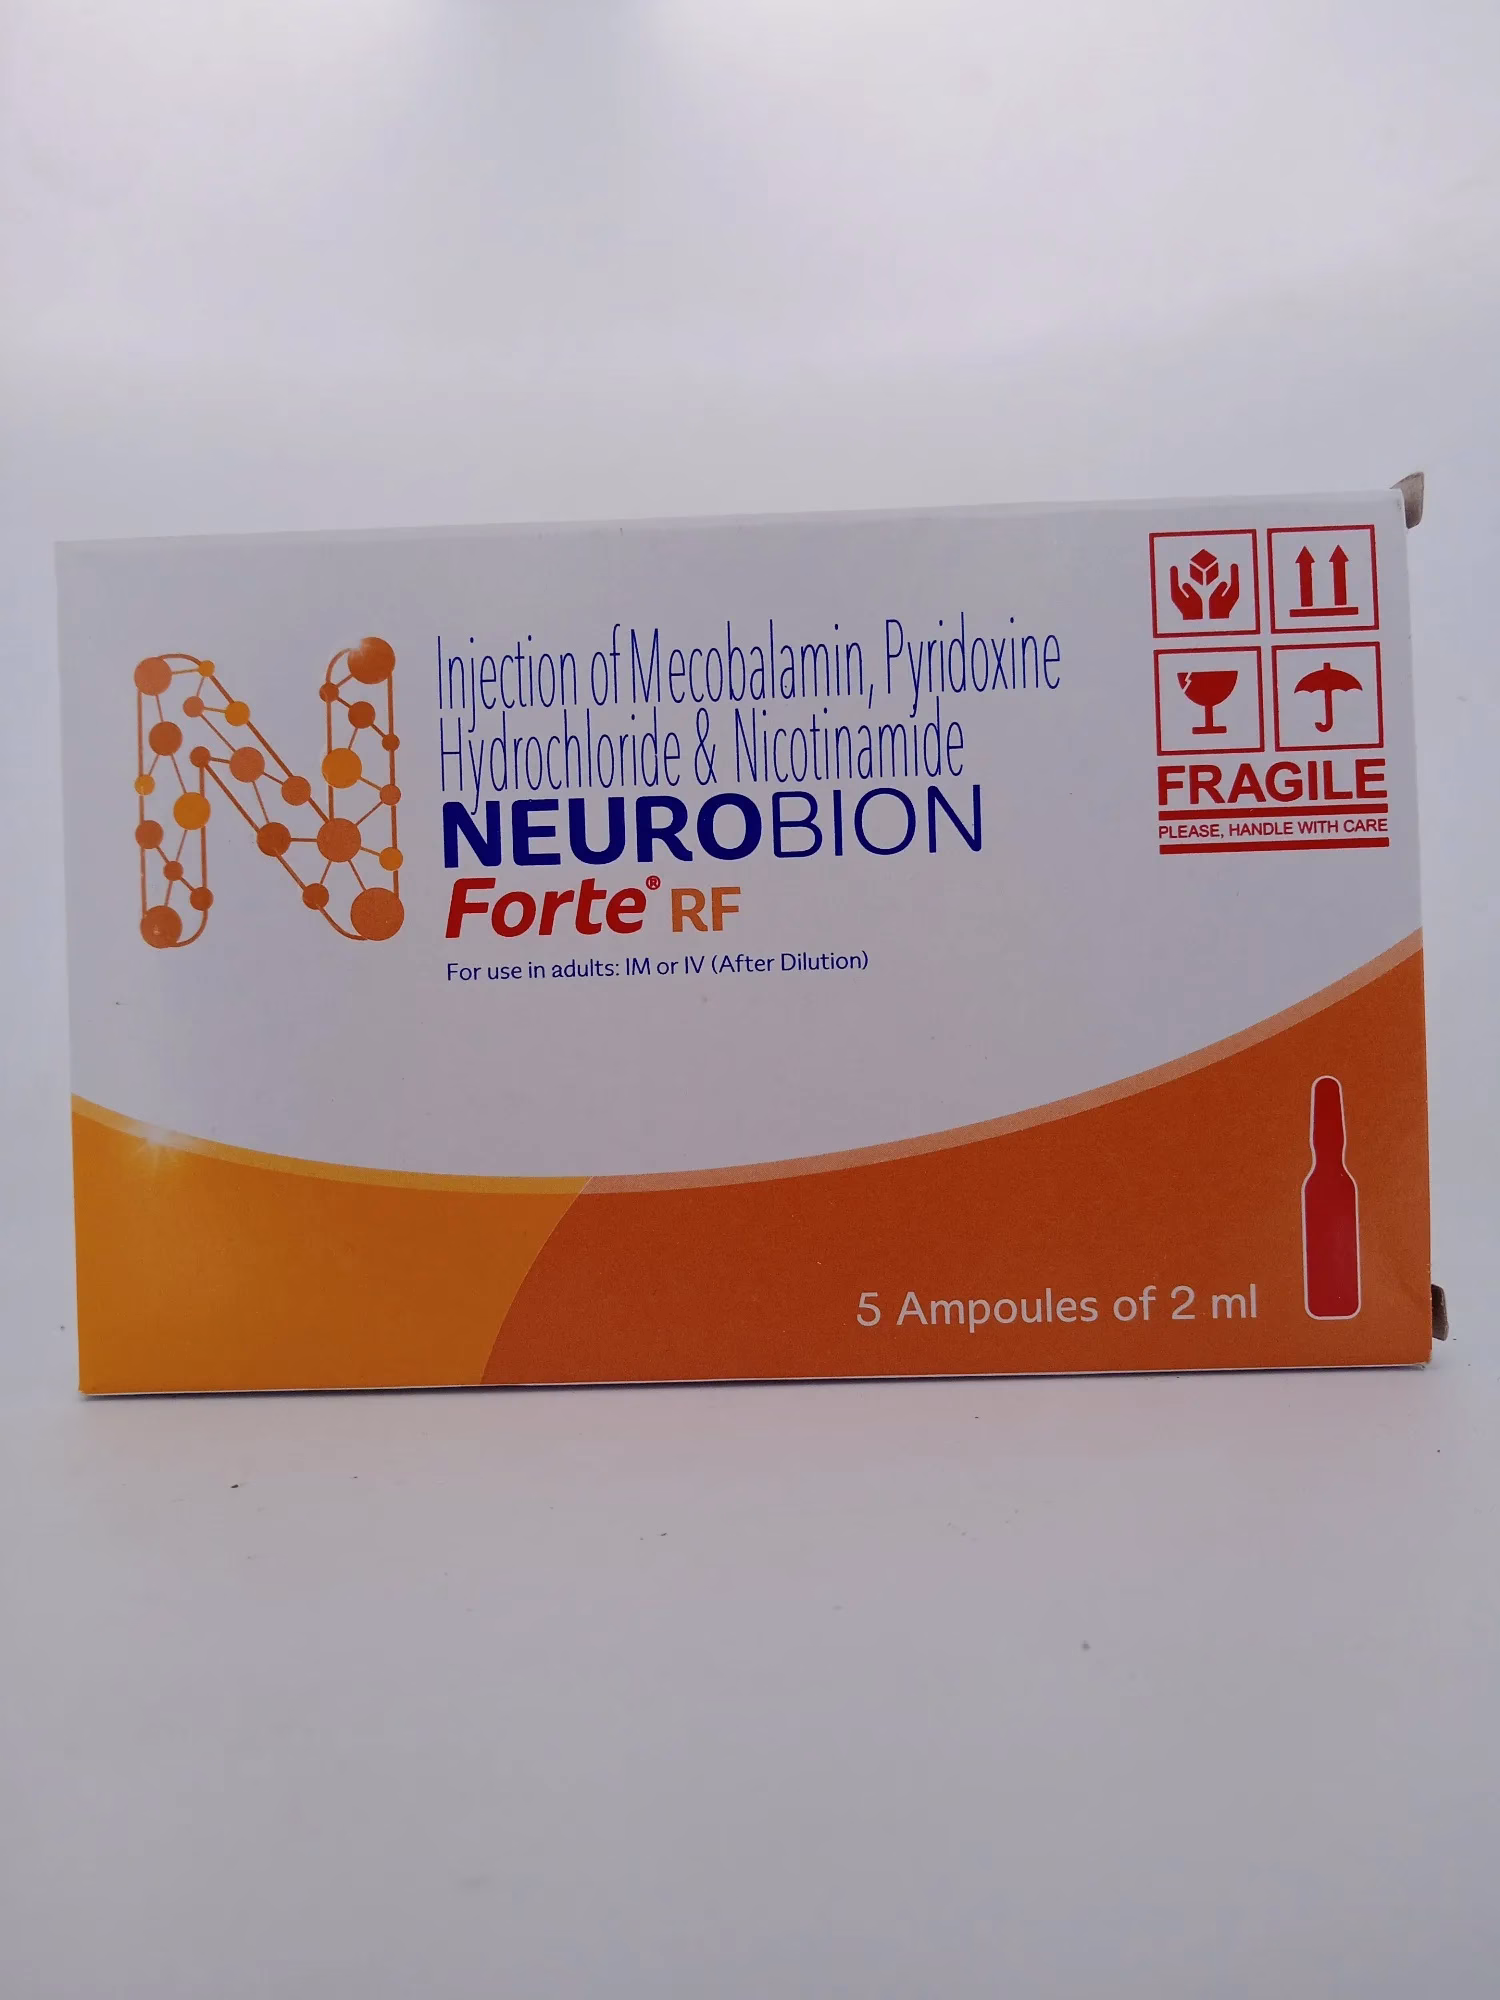 Injection of Mecobalamin, Pyridoxine
Hydrochloride & Nicotinamide
NEUROBION
Forte® RF
For use in adults: IM or IV (After Dilution)
FRAGILE
PLEASE, HANDLE WITH CARE
5 Ampoules of 2 ml